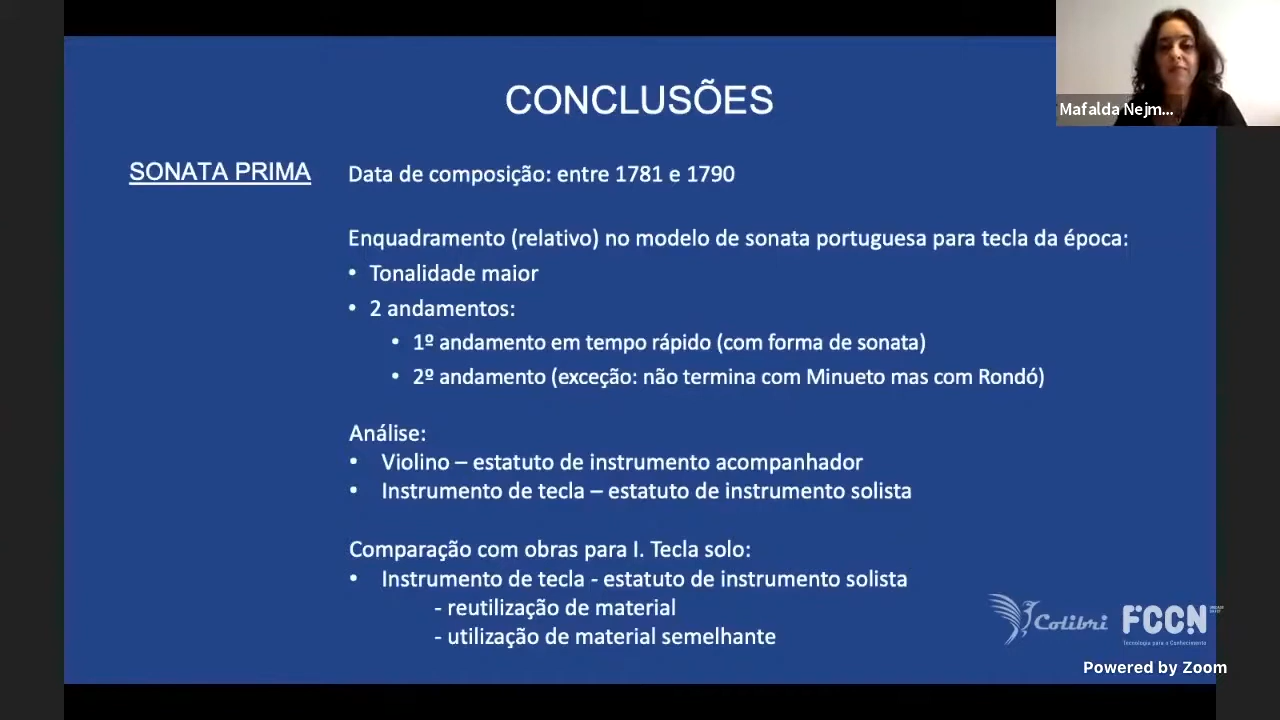 CONCLUSÕES
Mafalda Nejm...
SONATA PRIMA
Data de composição: entre 1781 e 1790
Enquadramento (relativo) no modelo de sonata portuguesa para tecla da época:
• Tonalidade maior
• 2 andamentos:
• 1º andamento em tempo rápido (com forma de sonata)
• 2º andamento (exceção: não termina com Minueto mas com Rondó)
Análise:
• Violino – estatuto de instrumento acompanhador
• Instrumento de tecla – estatuto de instrumento solista
Comparação com obras para I. Tecla solo:
• Instrumento de tecla - estatuto de instrumento solista
- reutilização de material
- utilização de material semelhante
Colibri
FCCN
Tecnologia para o Conhecimento
Powered by Zoom